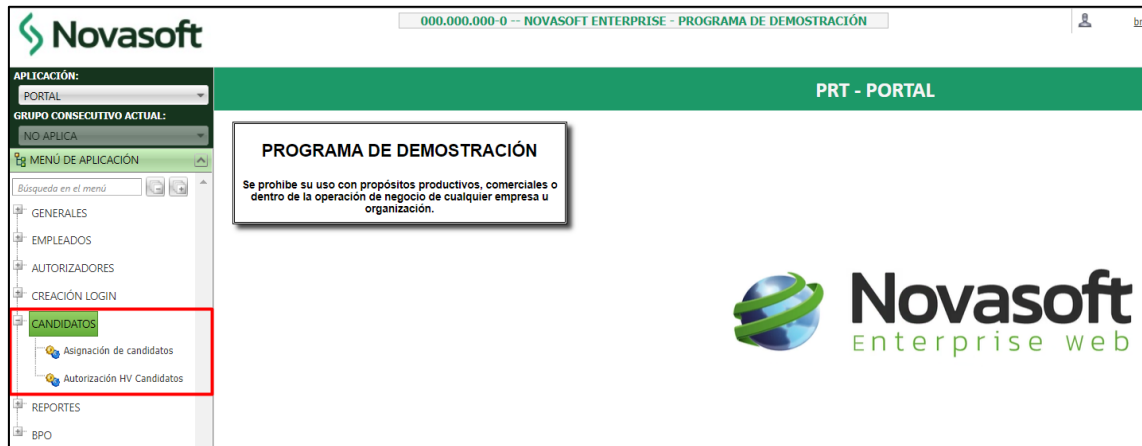 Novasoft
000.000.000-0 -- NOVASOFT ENTERPRISE - PROGRAMA DE DEMOSTRACIÓN
br
APLICACIÓN:
PORTAL
PRT - PORTAL
GRUPO CONSECUTIVO ACTUAL:
NO APLICA
MENÚ DE APLICACIÓN
Búsqueda en el menú
GENERALES
EMPLEADOS
AUTORIZADORES
CREACIÓN LOGIN
CANDIDATOS
Asignación de candidatos
Autorización HV Candidatos
REPORTES
BPO
PROGRAMA DE DEMOSTRACIÓN
Se prohibe su uso con propósitos productivos, comerciales o
dentro de la operación de negocio de cualquier empresa u
organización.
Novasoft
Enterprise web